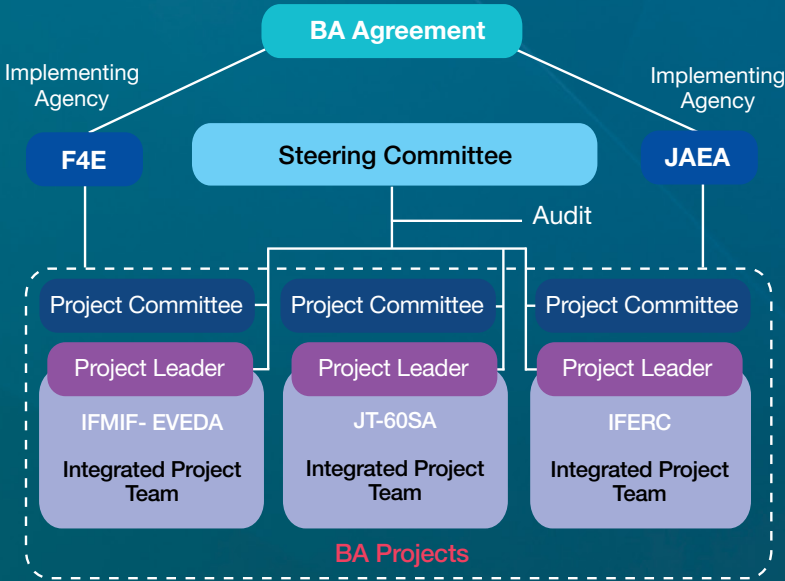 BA Agreement
Implementing
Agency
Implementing
Agency
F4E
Steering Committee
JAEA
Audit
Project Committee
Project Committee
Project Committee
Project Leader
Project Leader
Project Leader
IFMIF- EVEDA
JT-60SA
IFERC
Integrated Project
Team
Integrated Project
Team
Integrated Project
Team
BA Projects